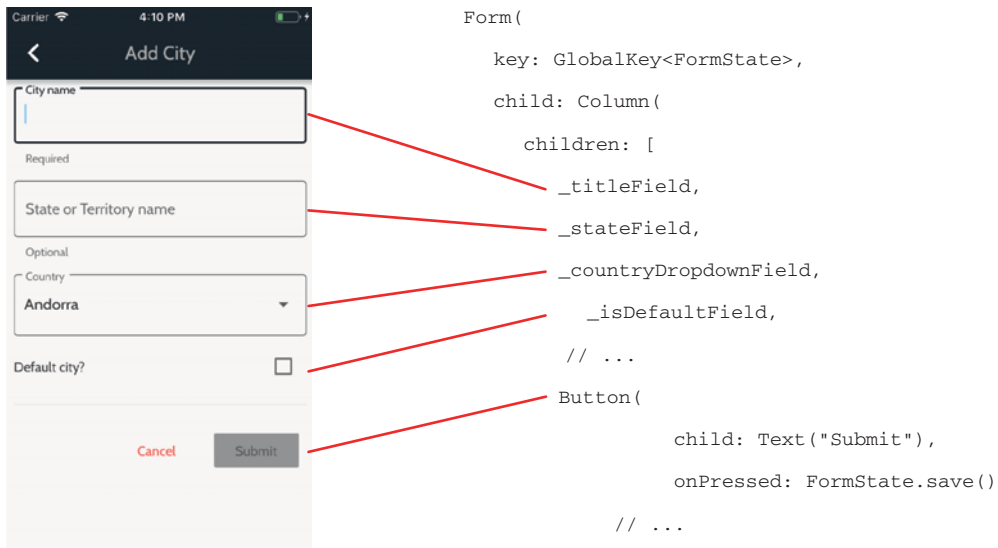 Carrier 4:10 PM
Add City
City name
Required
State or Territory name
Optional
Country
Andorra
Default city?
Cancel Submit
Form(
key: GlobalKey<FormState>,
child: Column(
children: [
_titleField,
_stateField,
_countryDropdownField,
_isDefaultField,
// ...
Button(
child: Text("Submit"),
onPressed: FormState.save()
// ...